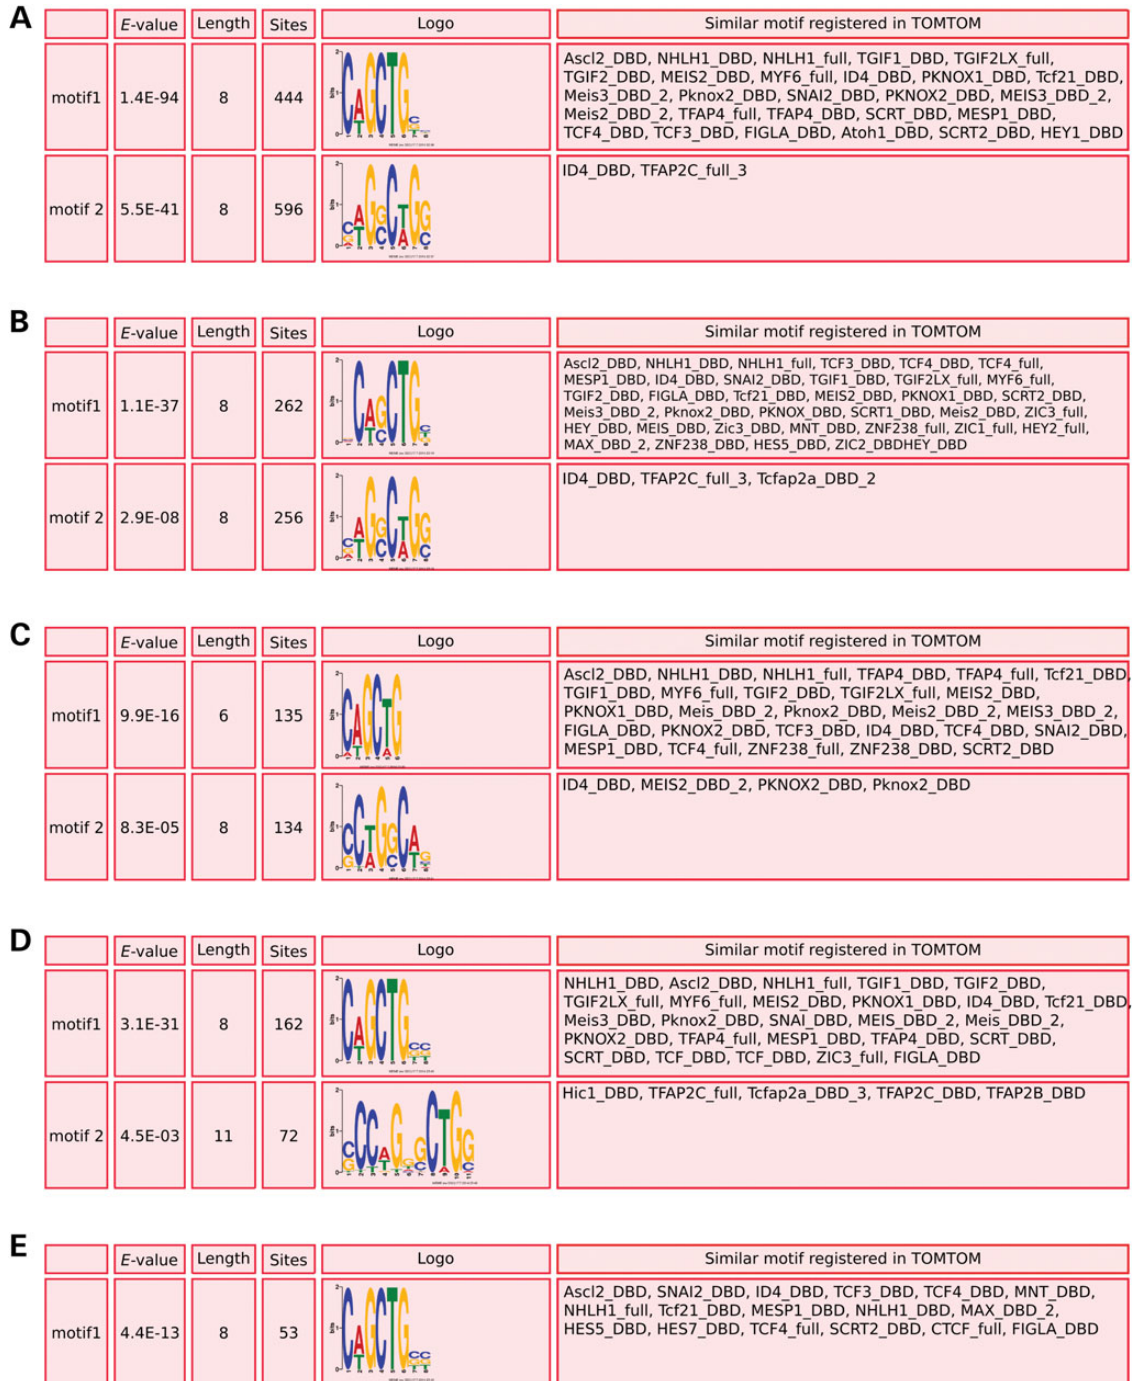 A
E-value Length Sites Logo Similar motif registered in TOMTOM
motif1 1.4E-94 8 444
Ascl2_DBD, NHLH1_DBD, NHLH1_full, TGIF1_DBD, TGIF2LX_full,
TGIF2_DBD, MEIS2_DBD, MYF6_full, ID4_DBD, PKNOX1_DBD, Tcf21_DBD,
Meis3_DBD_2, Pknox2_DBD, SNAI2_DBD, PKNOX2_DBD, MEIS3_DBD_2,
Meis2_DBD_2, TFAP4_full, TFAP4_DBD, SCRT_DBD, MESP1_DBD,
TCF4_DBD, TCF3_DBD, FIGLA_DBD, Atoh1_DBD, SCRT2_DBD, HEY1_DBD
motif 2 5.5E-41 8 596
ID4_DBD, TFAP2C_full_3
B
E-value Length Sites Logo Similar motif registered in TOMTOM
motif1 1.1E-37 8 262
Ascl2_DBD, NHLH1_DBD, NHLH1_full, TCF3_DBD, TCF4_DBD, TCF4_full,
MESP1_DBD, ID4_DBD, SNAI2_DBD, TGIF1_DBD, TGIF2LX_full, MYF6_full,
TGIF2_DBD, FIGLA_DBD, Tcf21_DBD, MEIS2_DBD, PKNOX1_DBD, SCRT2_DBD,
Meis3_DBD_2, Pknox2_DBD, PKNOX_DBD, SCRT1_DBD, Meis2_DBD, ZIC3_full,
HEY_DBD, MEIS_DBD, Zic3_DBD, MNT_DBD, ZNF238_full, ZIC1_full, HEY2_full,
MAX_DBD_2, ZNF238_DBD, HES5_DBD, ZIC2_DBDHEY_DBD
motif 2 2.9E-08 8 256
ID4_DBD, TFAP2C_full_3, Tcfap2a_DBD_2
C
E-value Length Sites Logo Similar motif registered in TOMTOM
motif1 9.9E-16 6 135
Ascl2_DBD, NHLH1_DBD, NHLH1_full, TFAP4_DBD, TFAP4_full, Tcf21_DBD,
TGIF1_DBD, MYF6_full, TGIF2_DBD, TGIF2LX_full, MEIS2_DBD,
PKNOX1_DBD, Meis_DBD_2, Pknox2_DBD, Meis2_DBD_2, MEIS3_DBD_2,
FIGLA_DBD, PKNOX2_DBD, TCF3_DBD, ID4_DBD, TCF4_DBD, SNAI2_DBD,
MESP1_DBD, TCF4_full, ZNF238_full, ZNF238_DBD, SCRT2_DBD
motif 2 8.3E-05 8 134
ID4_DBD, MEIS2_DBD_2, PKNOX2_DBD, Pknox2_DBD
D
E-value Length Sites Logo Similar motif registered in TOMTOM
motif1 3.1E-31 8 162
NHLH1_DBD, Ascl2_DBD, NHLH1_full, TGIF1_DBD, TGIF2_DBD,
TGIF2LX_full, MYF6_full, MEIS2_DBD, PKNOX1_DBD, ID4_DBD, Tcf21_DBD,
Meis3_DBD, Pknox2_DBD, SNAI_DBD, MEIS_DBD_2, Meis_DBD_2,
PKNOX2_DBD, TFAP4_full, MESP1_DBD, TFAP4_DBD, SCRT_DBD,
SCRT_DBD, TCF_DBD, TCF_DBD, ZIC3_full, FIGLA_DBD
motif 2 4.5E-03 11 72
Hic1_DBD, TFAP2C_full, Tcfap2a_DBD_3, TFAP2C_DBD, TFAP2B_DBD
E
E-value Length Sites Logo Similar motif registered in TOMTOM
motif1 4.4E-13 8 53
Ascl2_DBD, SNAI2_DBD, ID4_DBD, TCF3_DBD, TCF4_DBD, MNT_DBD,
NHLH1_full, Tcf21_DBD, MESP1_DBD, NHLH1_DBD, MAX_DBD_2,
HES5_DBD, HES7_DBD, TCF4_full, SCRT2_DBD, CTCF_full, FIGLA_DBD